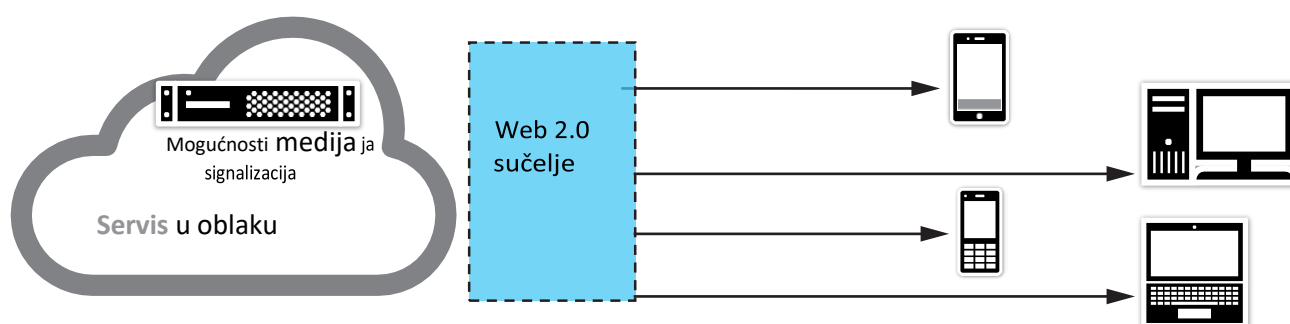 Mogućnosti medija ja
signalizacija
Servis u oblaku
Web 2.0
sučelje